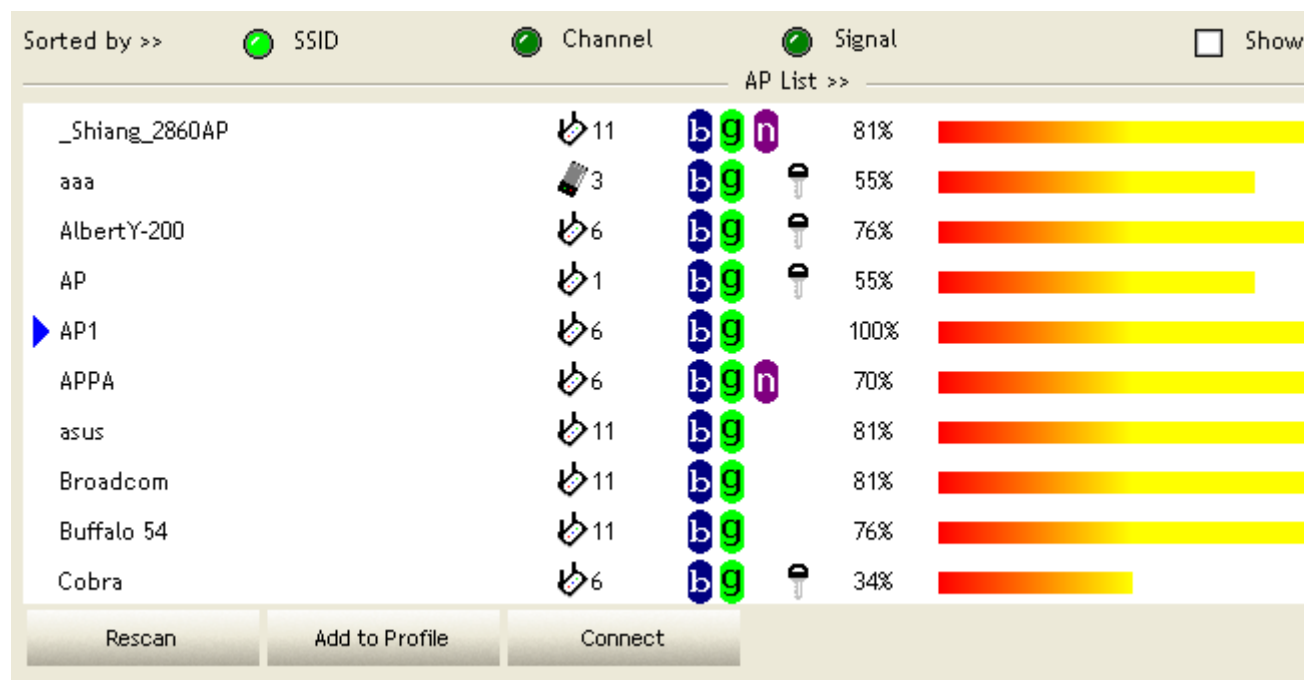 Sorted by >> SSID Channel Signal Show
AP List >>
_Shiang_2860AP 11 b g n 81%
aaa 3 b g 55%
AlbertY-200 6 b g 76%
AP 1 b g 55%
AP1 6 b g 100%
APPA 6 b g n 70%
asus 11 b g 81%
Broadcom 11 b g 81%
Buffalo 54 11 b g 76%
Cobra 6 b g 34%
Rescan Add to Profile Connect